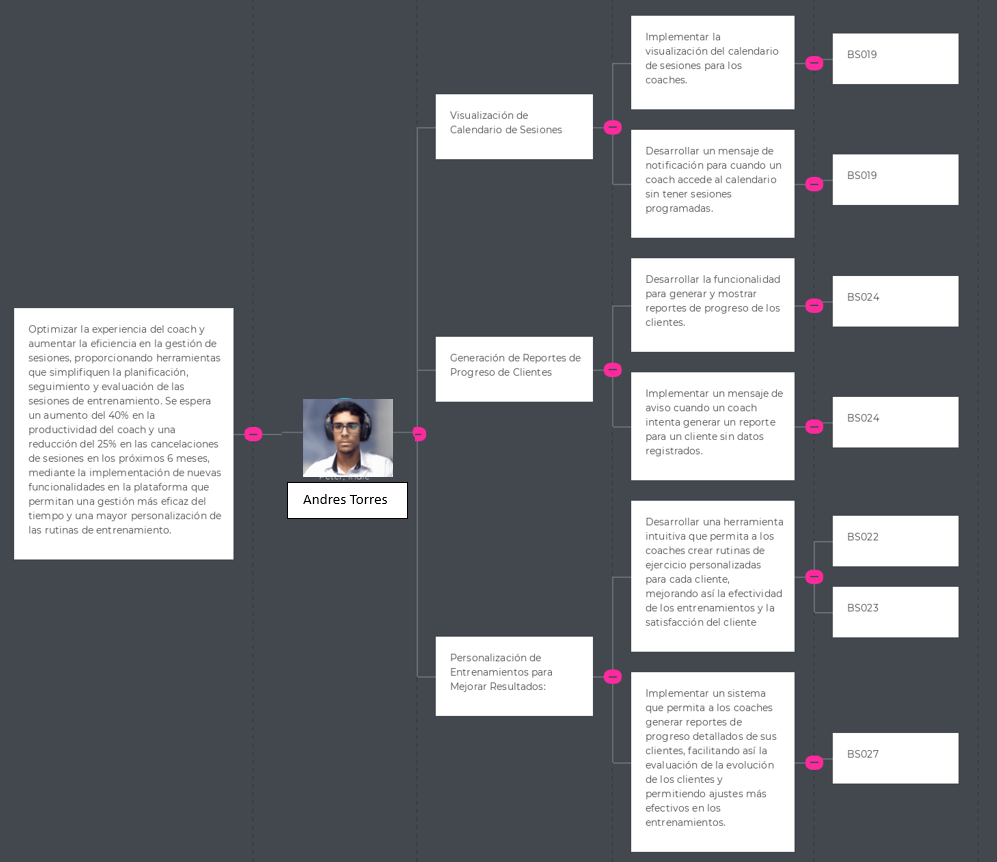 Optimizar la experiencia del coach y
aumentar la eficiencia en la gestión de
sesiones, proporcionando herramientas
que simplifiquen la planificación,
seguimiento y evaluación de las
sesiones de entrenamiento. Se espera
un aumento del 40% en la
productividad del coach y una
reducción del 25% en las cancelaciones
de sesiones en los próximos 6 meses,
mediante la implementación de nuevas
funcionalidades en la plataforma que
permitan una gestión más eficaz del
tiempo y una mayor personalización de
las rutinas de entrenamiento.
Andres Torres
Visualización de
Calendario de Sesiones
Implementar la
visualización del calendario
de sesiones para los
coaches.
BS019
Desarrollar un mensaje de
notificación para cuando un
coach accede al calendario
sin tener sesiones
programadas.
BS019
Generación de Reportes de
Progreso de Clientes
Desarrollar la funcionalidad
para generar y mostrar
reportes de progreso de los
clientes.
BS024
Implementar un mensaje de
aviso cuando un coach
intenta generar un reporte
para un cliente sin datos
registrados.
BS024
Personalización de
Entrenamientos para
Mejorar Resultados:
Desarrollar una herramienta
intuitiva que permita a los
coaches crear rutinas de
ejercicio personalizadas
para cada cliente,
mejorando así la efectividad
de los entrenamientos y la
satisfacción del cliente
BS022
BS023
Implementar un sistema
que permita a los coaches
generar reportes de
progreso detallados de sus
clientes, facilitando así la
evaluación de la evolución
de los clientes y
permitiendo ajustes más
efectivos en los
entrenamientos.
BS027